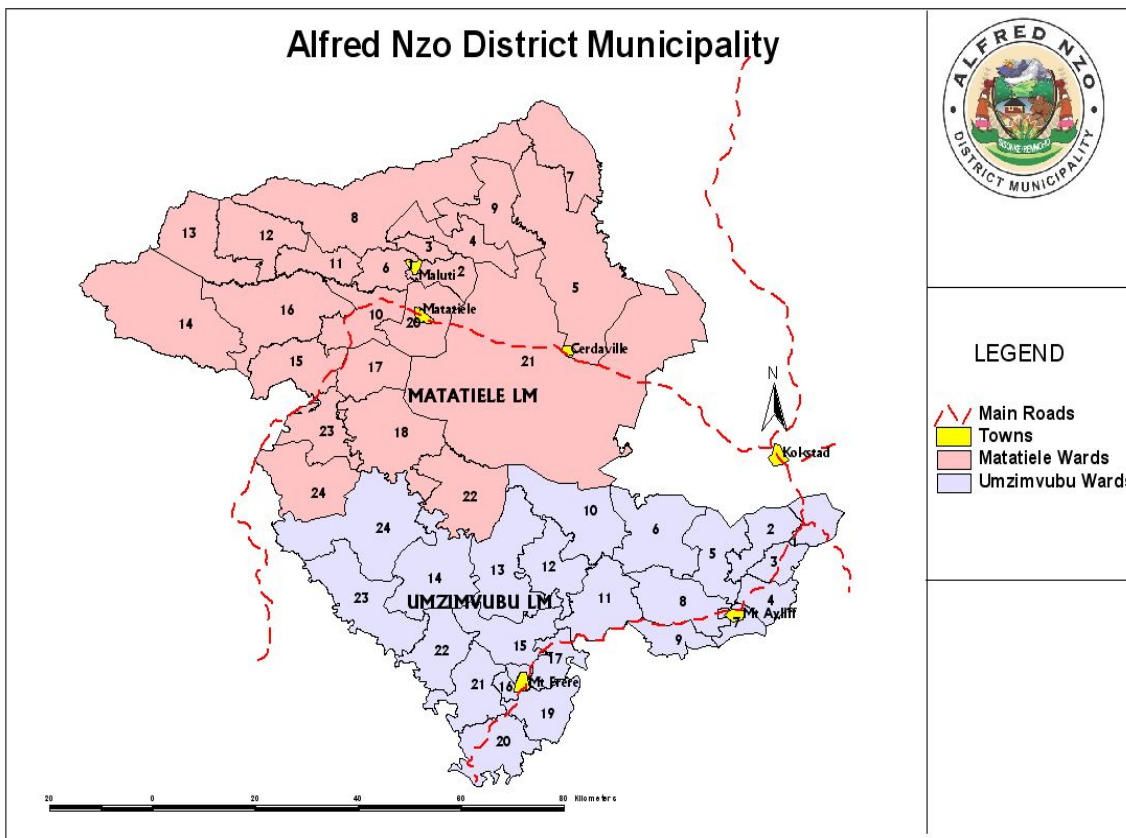 Alfred Nzo District Municipality
ALFRED NZO
DISTRICT MUNICIPALITY
7
9
8
13
12
3
4
11
6
2
Maluti
5
14
16
10
Matatiele
20
Cerdaville
21
15
17
MATATIELE LM
N
23
18
Kokstad
24
22
10
24
6
2
5
3
13
12
14
11
8
4
23
UMZIMVUBU LM
Mt Ayliff
7
9
15
22
17
21
16
Mt Frere
19
20
20 0 20 40 60 80 Kilometers
LEGEND
Main Roads
Towns
Matatiele Wards
Umzimvubu Wards